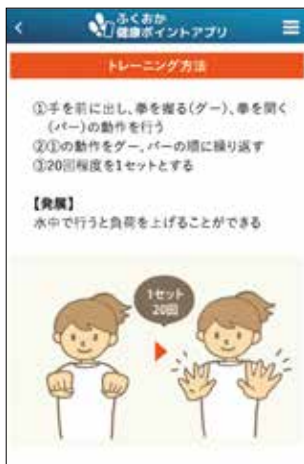 ふくおか
健康ポイントアプリ
トレーニング方法
①手を前に出し、拳を握る(グー)、拳を開く
(パー)の動作を行う
②①の動作をグー、パーの順に繰り返す
③20回程度を1セットとする
【発展】
水中で行うと負荷を上げることができる
1セット
20回